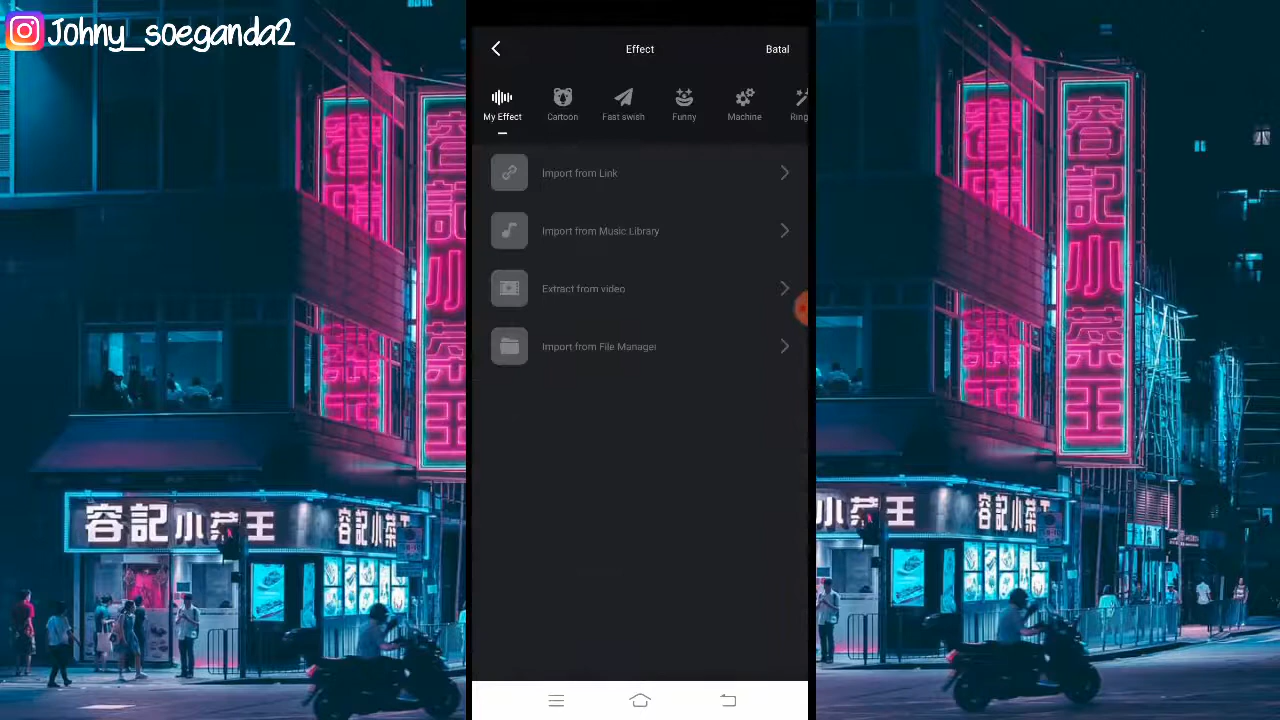 Johny_soeganda2
Effect
Batal
My Effect
Cartoon
Fast swish
Funny
Machine
Ring
Import from Link
Import from Music Library
Extract from video
Import from File Manager
容記小菜王
容記小菜王
容記小菜王
容記小菜王